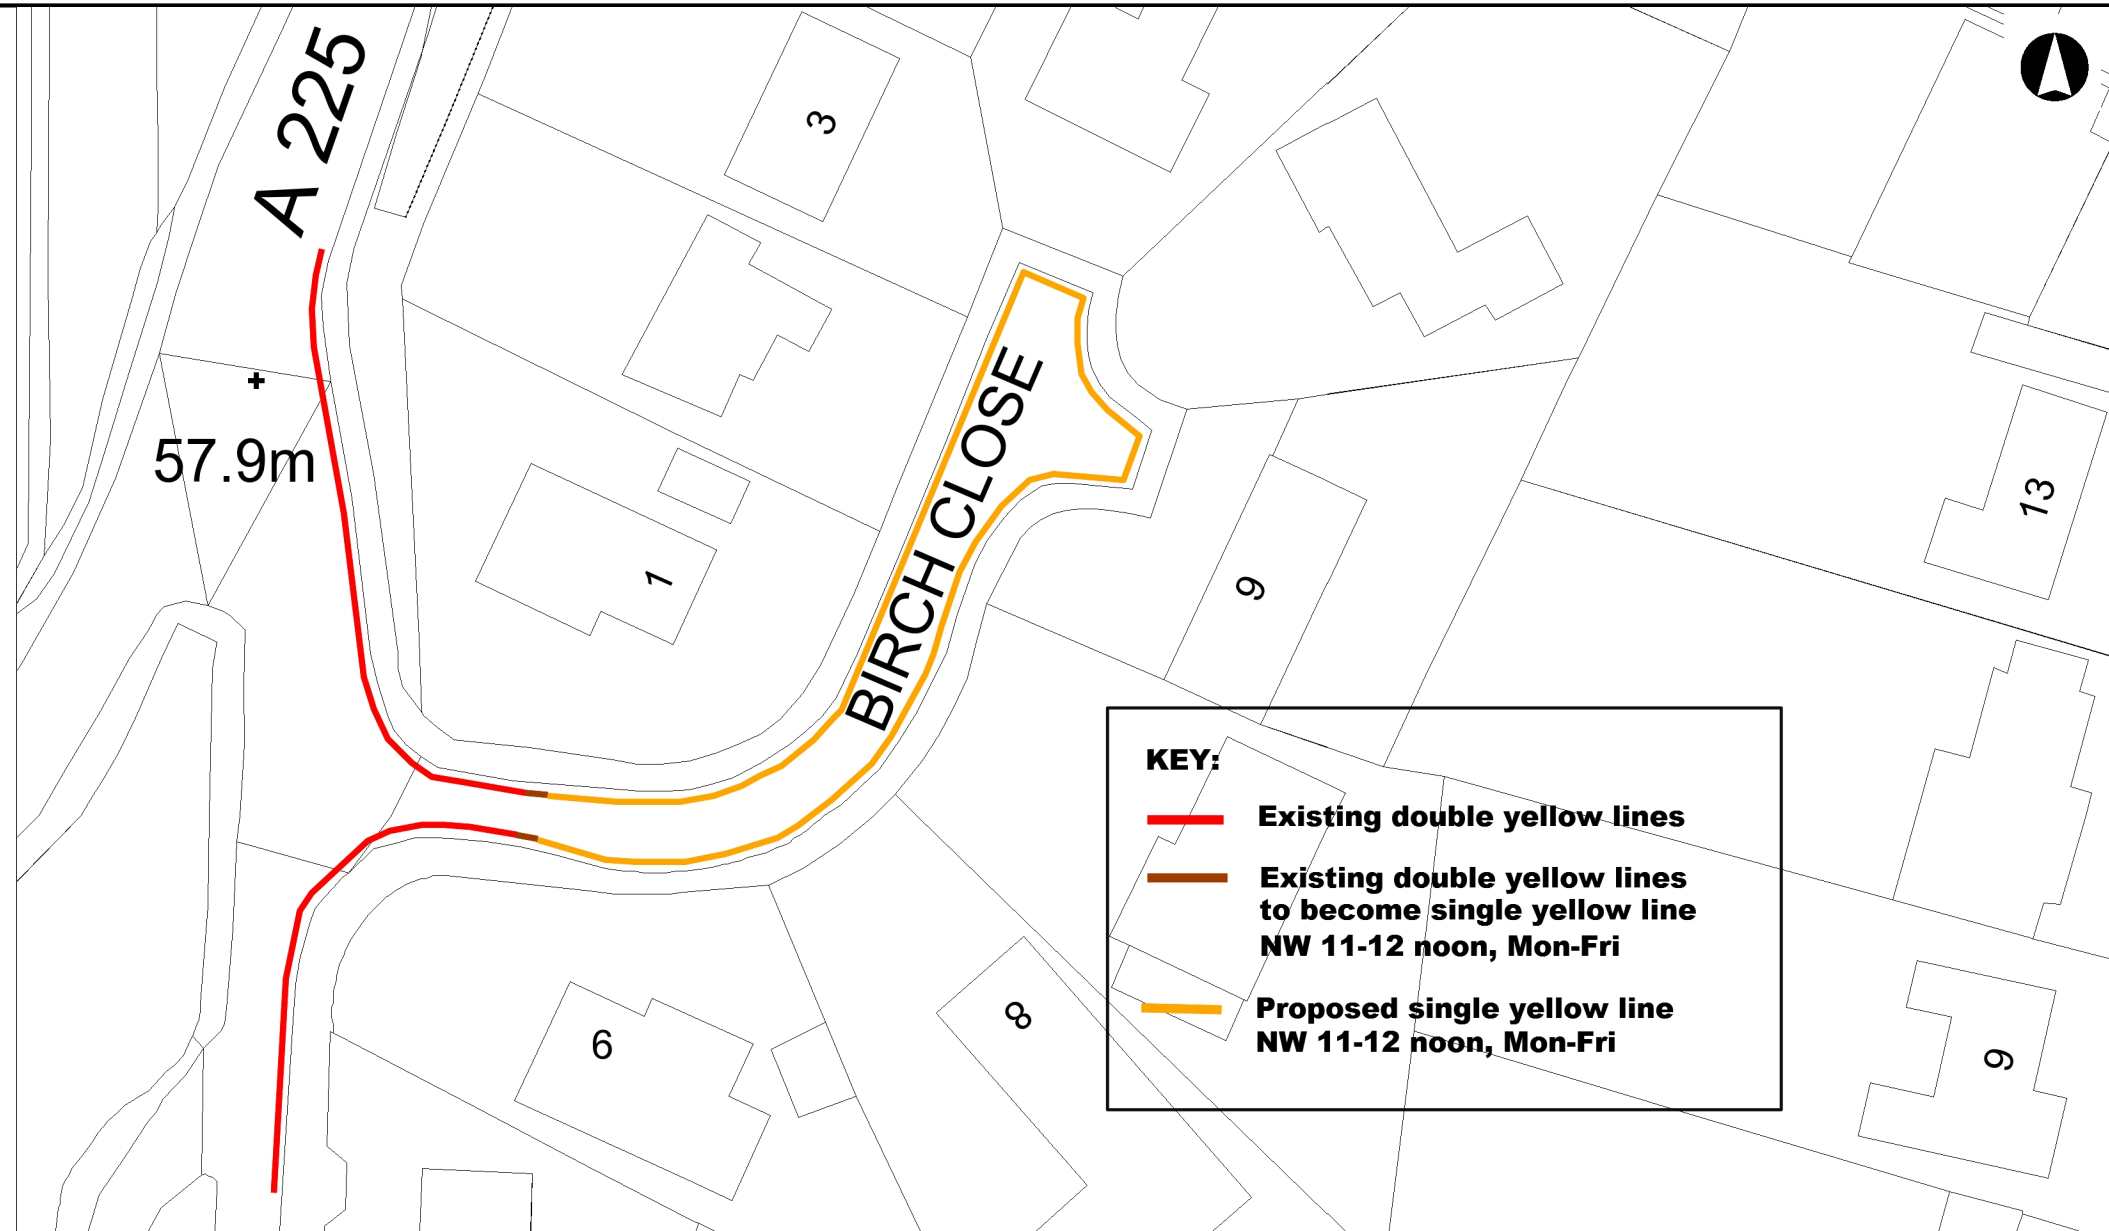 A 225
3
57.9m
BIRCH CLOSE
1
9
13
KEY:
Existing double yellow lines
Existing double yellow lines
to become single yellow line
NW 11-12 noon, Mon-Fri
Proposed single yellow line
NW 11-12 noon, Mon-Fri
6
8
9